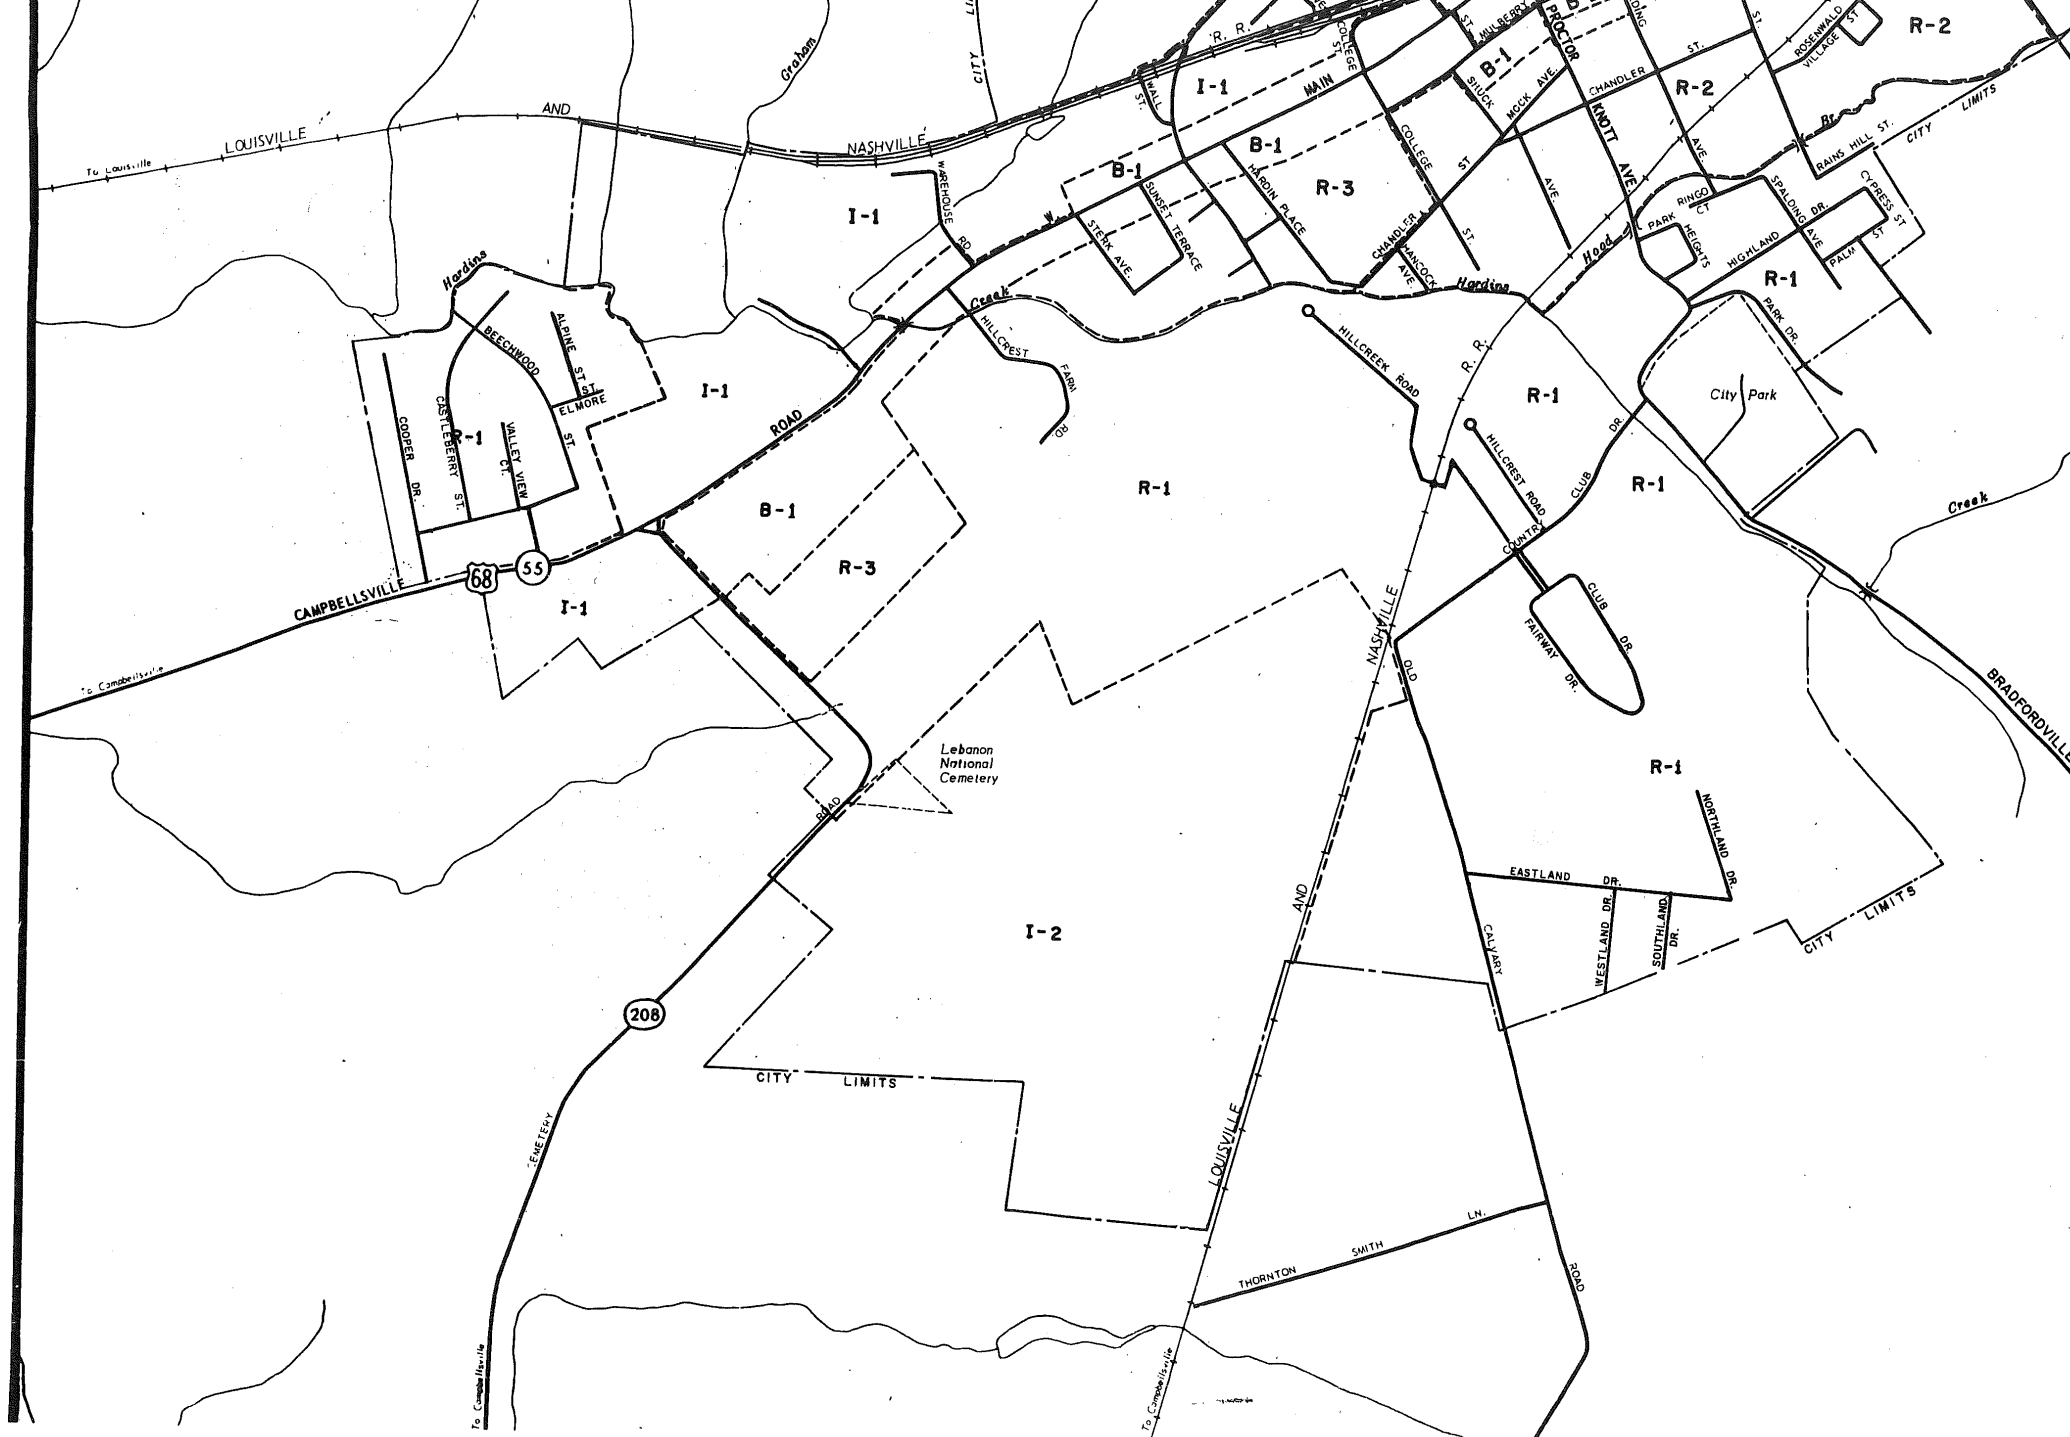 R. R.
COLLEGE
ST.
ST.
MULBERRY
PROCTOR
ST.
ROSENWALD
ST
VILLAGE
R-2
Graham
CITY
WALL
ST.
I-1
MAIN
B-1
SHUCK
MOCK AVE.
CHANDLER
ST.
R-2
KNOTT
AVE.
LIMITS
CITY
LOUISVILLE
AND
NASHVILLE
To Louisville
Br.
RAINS HILL ST.
AVE.
B-1
B-1
R-3
COLLEGE
ST
ST.
AVE.
WAREHOUSE
RD
I-1
W.
STERK AVE.
SUNSET TERRACE
HARDIN PLACE
CHANDLER
HANCOCK
AVE.
Hardins
Hood
PARK
HEIGHTS
RINGO
CT
SPALDING
AVE
DR.
HIGHLAND
CYPRESS ST
PALM ST
R-1
PARK DR.
Hardins
Creek
HILLCREST
FARM
RD.
HILLCREEK ROAD
R. R.
R-1
City Park
BEECHWOOD
ST.
ALPINE ST.
ELMORE
ST.
COOPER
DR.
CASTLEBERRY
ST.
R-1
VALLEY VIEW
CT.
I-1
ROAD
B-1
R-3
R-1
HILLCREST ROAD
COUNTRY
CLUB
DR.
R-1
Creek
CAMPBELLSVILLE
68
55
I-1
To Campbellsville
NASHVILLE
OLD
CLUB
DR.
FAIRWAY
DR.
BRADFORDVILLE
Lebanon
National
Cemetery
ROAD
R-1
NORTHLAND
DR.
EASTLAND
DR.
WESTLAND DR.
SOUTHLAND
DR.
CITY
LIMITS
I-2
AND
CALVARY
208
CITY
LIMITS
LOUISVILLE
THORNTON
SMITH
LN.
ROAD
To Campbellsville
To Campbellsville